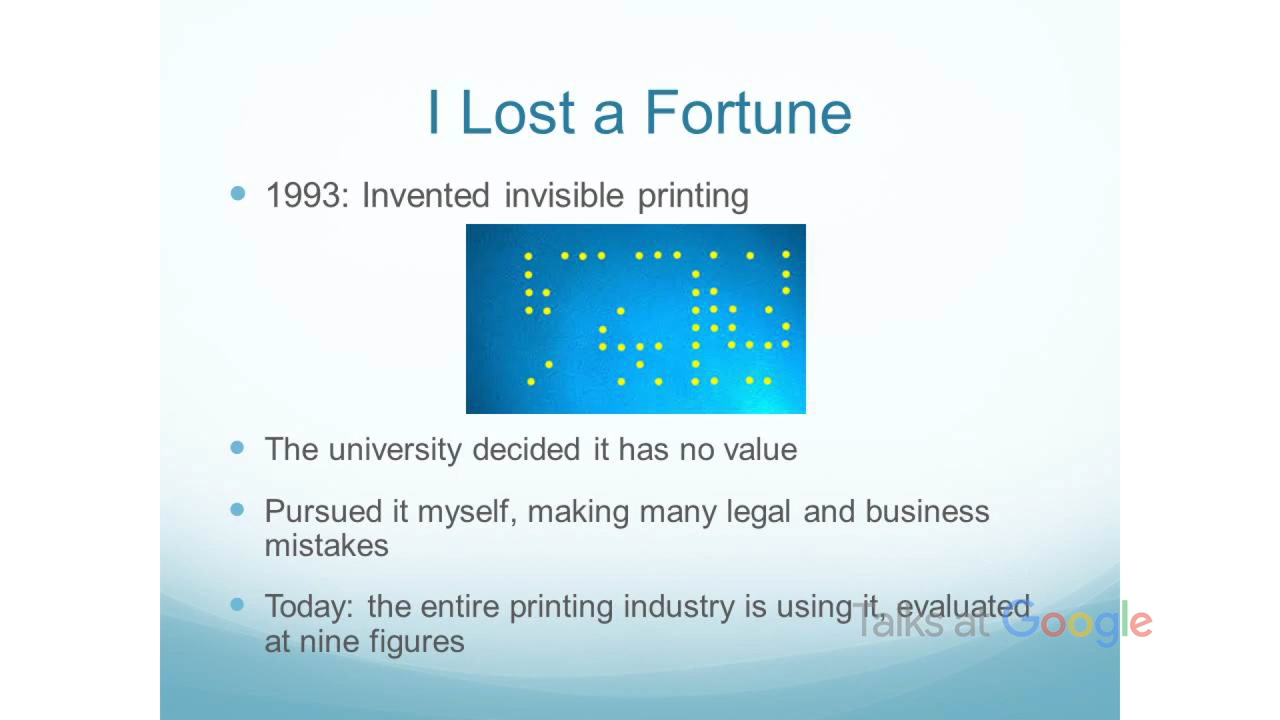 I Lost a Fortune
1993: Invented invisible printing
The university decided it has no value
Pursued it myself, making many legal and business
mistakes
Today: the entire printing industry is using it, evaluated
at nine figures
Talks at Google